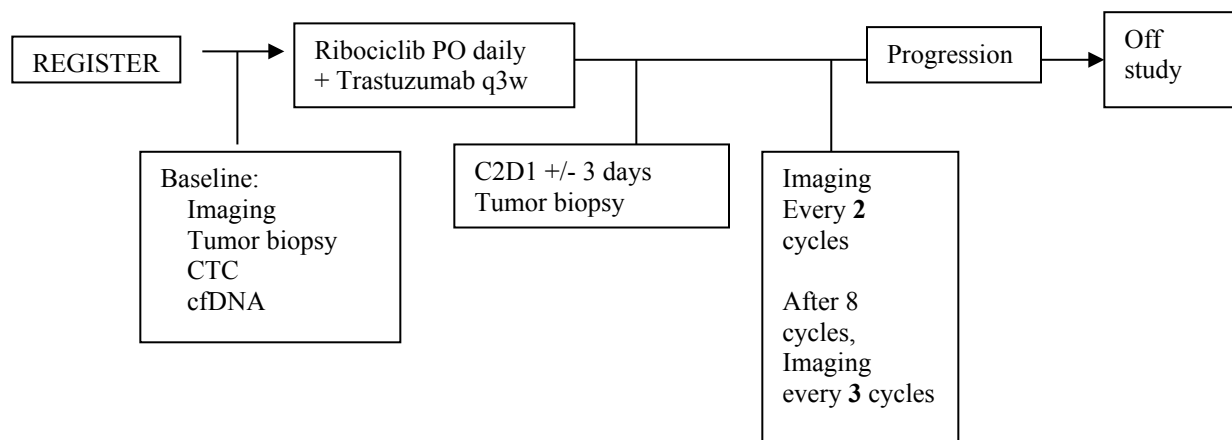 REGISTER
Ribociclib PO daily
+ Trastuzumab q3w
Progression
Off
study
Baseline:
Imaging
Tumor biopsy
CTC
cfDNA
C2D1 +/- 3 days
Tumor biopsy
Imaging
Every 2
cycles
After 8
cycles,
Imaging
every 3 cycles